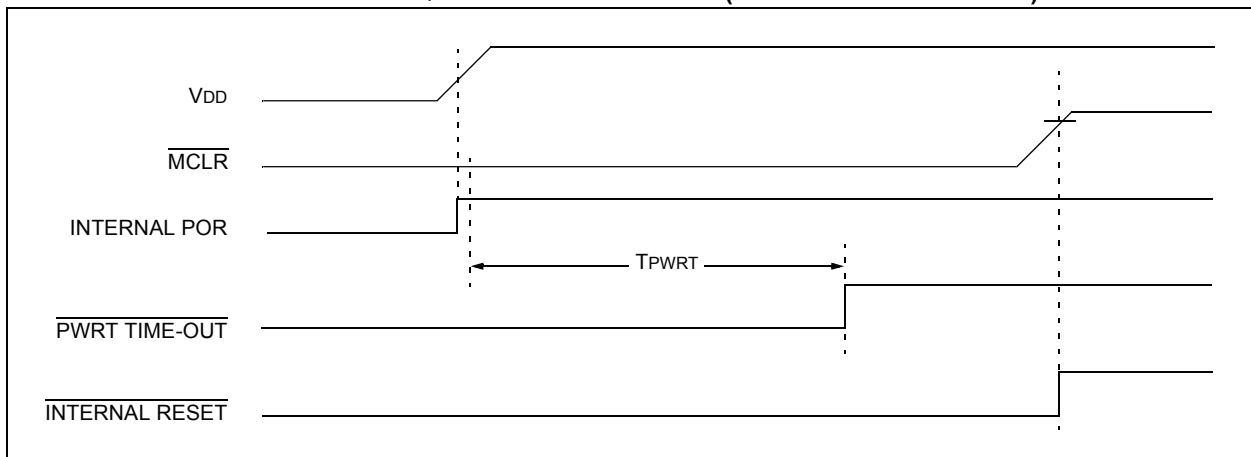 VDD
MCLR
INTERNAL POR
TPWRT
PWRT TIME-OUT
INTERNAL RESET